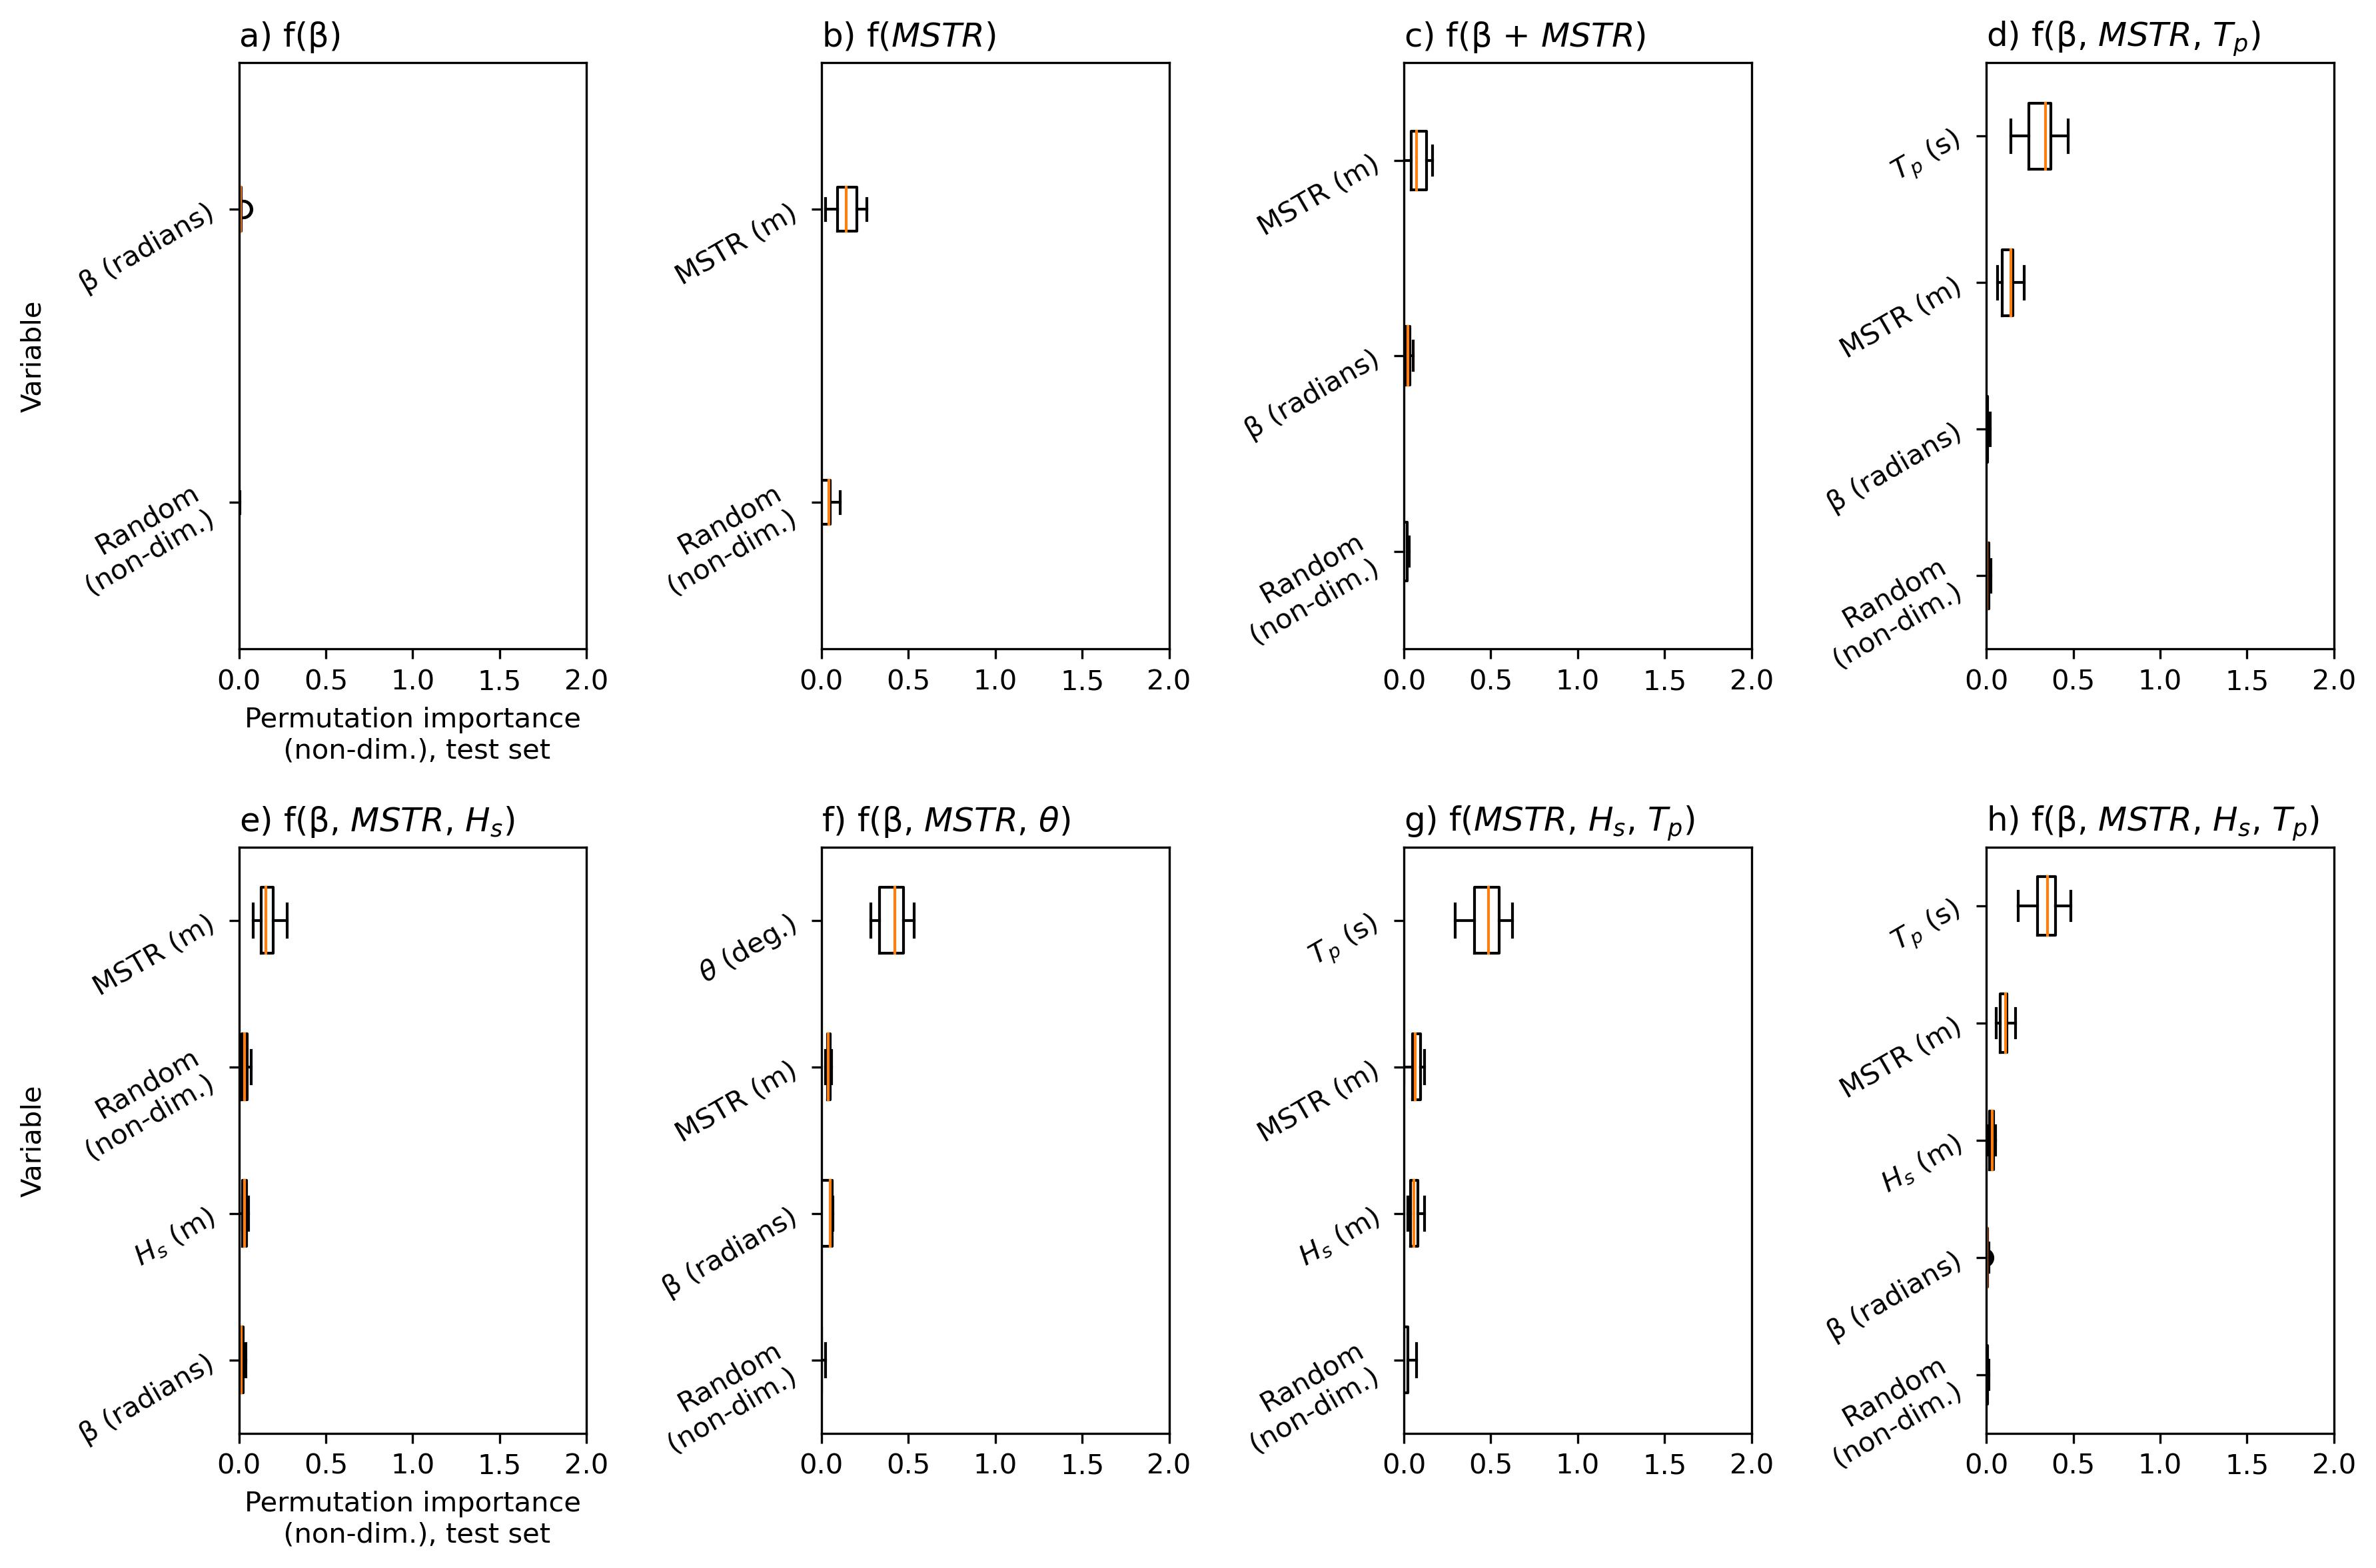 a) f(β)
b) f(MSTR)
c) f(β + MSTR)
d) f(β, MSTR, Tp)
Variable
β (radians)
Random
(non-dim.)
0.0 0.5 1.0 1.5 2.0
Permutation importance
(non-dim.), test set
MSTR (m)
Random
(non-dim.)
0.0 0.5 1.0 1.5 2.0
MSTR (m)
β (radians)
Random
(non-dim.)
0.0 0.5 1.0 1.5 2.0
Tp (s)
MSTR (m)
β (radians)
Random
(non-dim.)
0.0 0.5 1.0 1.5 2.0
e) f(β, MSTR, Hs)
f) f(β, MSTR, θ)
g) f(MSTR, Hs, Tp)
h) f(β, MSTR, Hs, Tp)
Variable
MSTR (m)
Random
(non-dim.)
Hs (m)
β (radians)
0.0 0.5 1.0 1.5 2.0
Permutation importance
(non-dim.), test set
θ (deg.)
MSTR (m)
β (radians)
Random
(non-dim.)
0.0 0.5 1.0 1.5 2.0
Tp (s)
MSTR (m)
Hs (m)
Random
(non-dim.)
0.0 0.5 1.0 1.5 2.0
Tp (s)
MSTR (m)
Hs (m)
β (radians)
Random
(non-dim.)
0.0 0.5 1.0 1.5 2.0